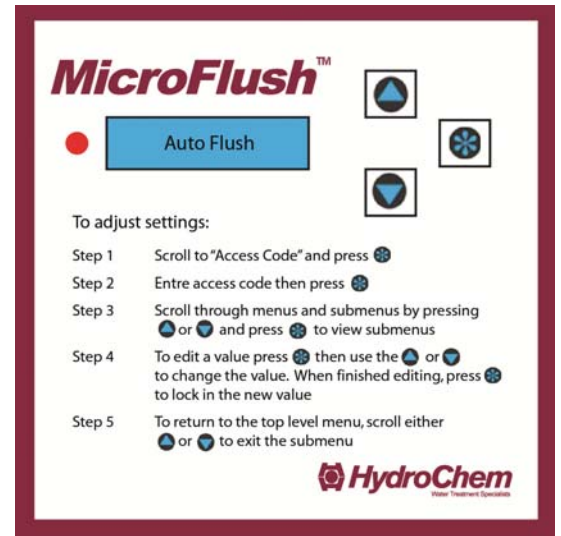 MicroFlush™
Auto Flush
To adjust settings:
Step 1 Scroll to "Access Code" and press
Step 2 Entre access code then press
Step 3 Scroll through menus and submenus by pressing
or and press to view submenus
Step 4 To edit a value press then use the or
to change the value. When finished editing, press
to lock in the new value
Step 5 To return to the top level menu, scroll either
or to exit the submenu
HydroChem
Water Treatment Specialists